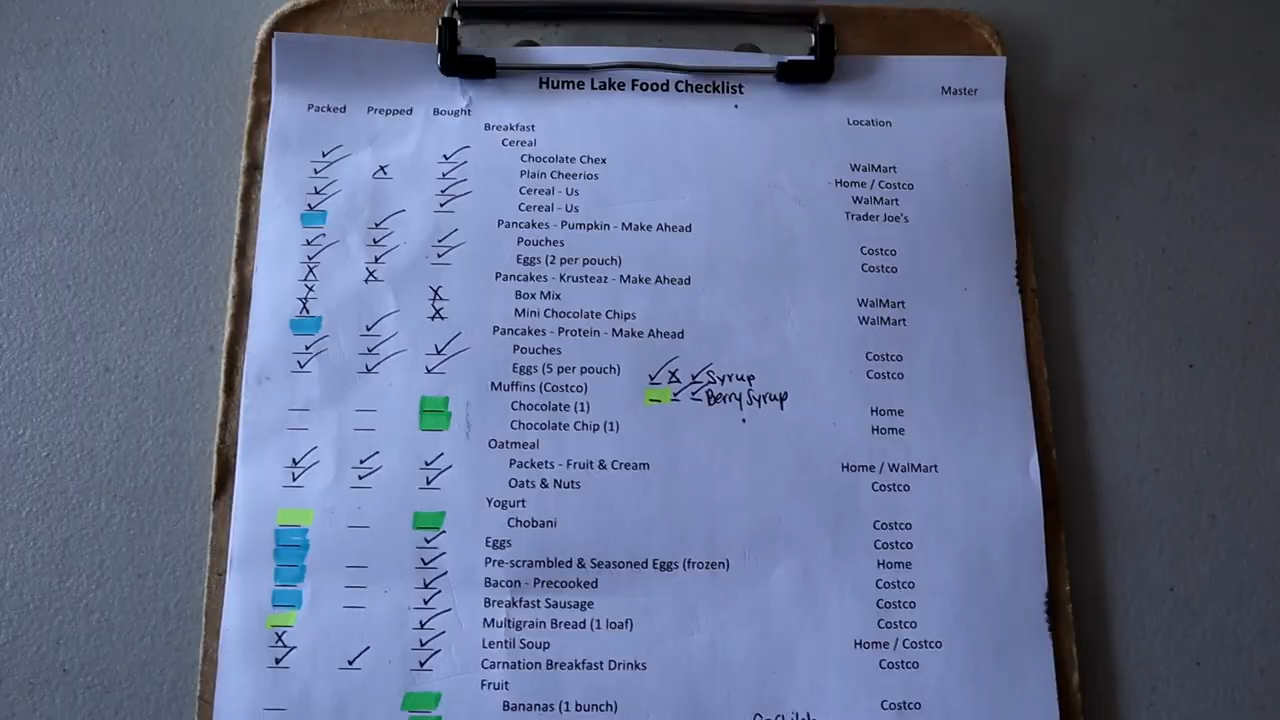 Hume Lake Food Checklist
Master
Packed Prepped Bought
Location
Breakfast
Cereal
Chocolate Chex WalMart
Plain Cheerios Home / Costco
Cereal - Us WalMart
Cereal - Us Trader Joe's
Pancakes - Pumpkin - Make Ahead
Pouches Costco
Eggs (2 per pouch) Costco
Pancakes - Krusteaz - Make Ahead
Box Mix WalMart
Mini Chocolate Chips WalMart
Pancakes - Protein - Make Ahead
Pouches Costco
Eggs (5 per pouch) Costco
Syrup
Muffins (Costco)
Berry Syrup
Chocolate (1) Home
Chocolate Chip (1) Home
Oatmeal
Packets - Fruit & Cream Home / WalMart
Oats & Nuts Costco
Yogurt
Chobani Costco
Eggs Costco
Pre-scrambled & Seasoned Eggs (frozen) Home
Bacon - Precooked Costco
Breakfast Sausage Costco
Multigrain Bread (1 loaf) Costco
Lentil Soup Home / Costco
Carnation Breakfast Drinks Costco
Fruit
Bananas (1 bunch) Costco